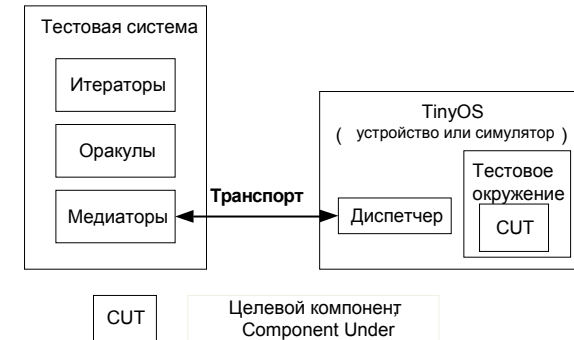 Тестовая система
Итераторы
Оракулы
Медиаторы
Транспорт
TinyOS
( устройство или симулятор )
Диспетчер
Тестовое
окружение
CUT
CUT
Целевой компонент,
Component Under